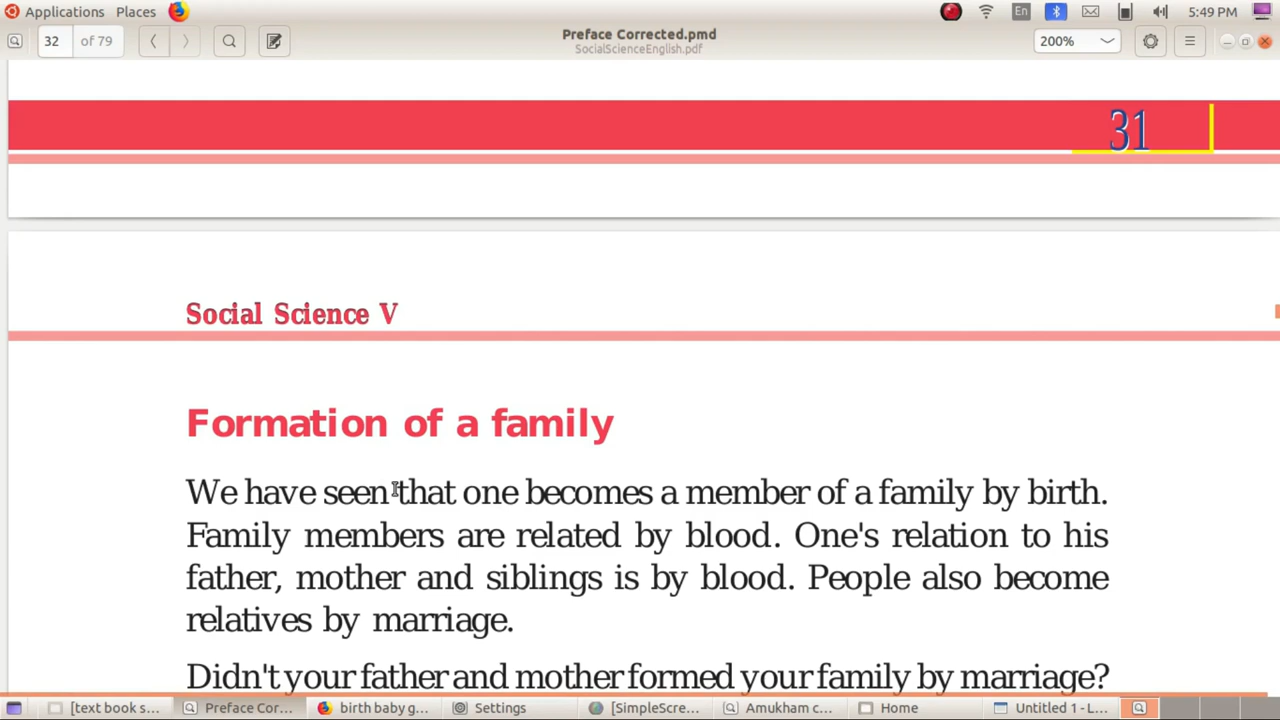 Applications Places En 5:49 PM
32 of 79 Preface Corrected.pmd 200%
SocialScienceEnglish.pdf
31
Social Science V
Formation of a family
We have seen that one becomes a member of a family by birth.
Family members are related by blood. One's relation to his
father, mother and siblings is by blood. People also become
relatives by marriage.
Didn't your father and mother formed your family by marriage?
[text book s... Preface Cor... birth baby g... Settings [SimpleScre... Amukham c... Home Untitled 1 - L...